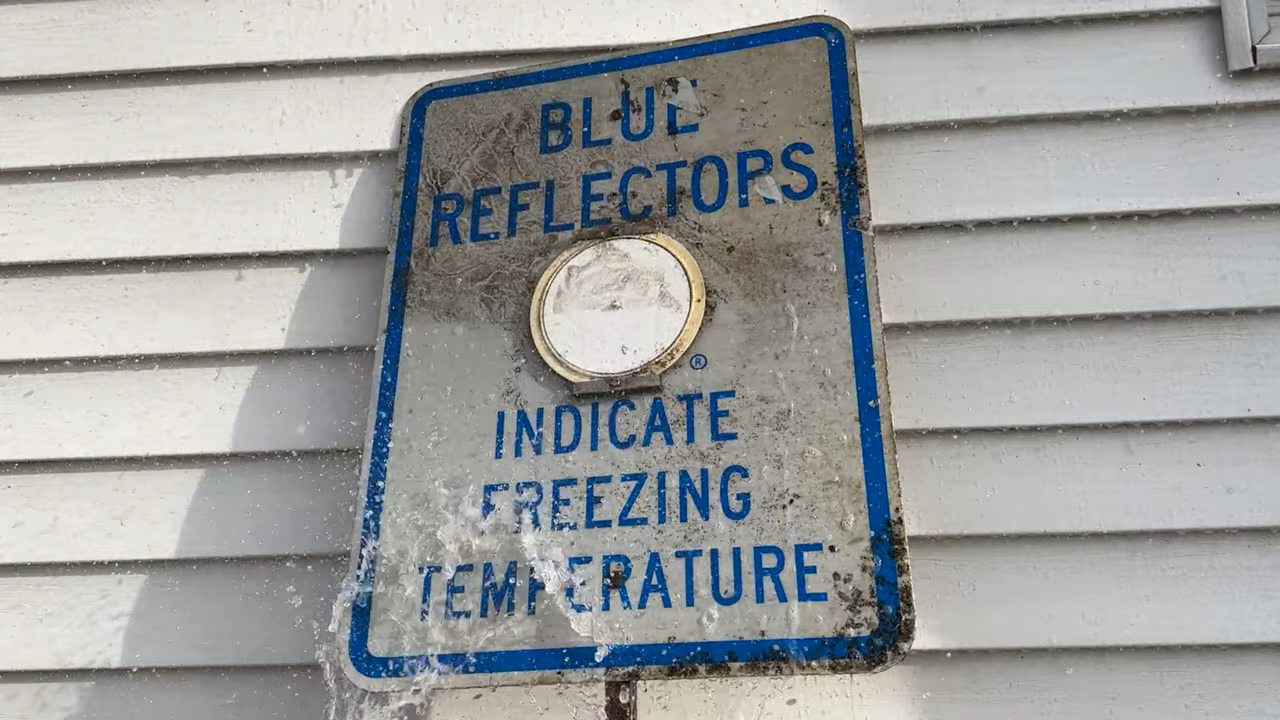 BLUE
REFLECTORS
®
INDICATE
FREEZING
TEMPERATURE